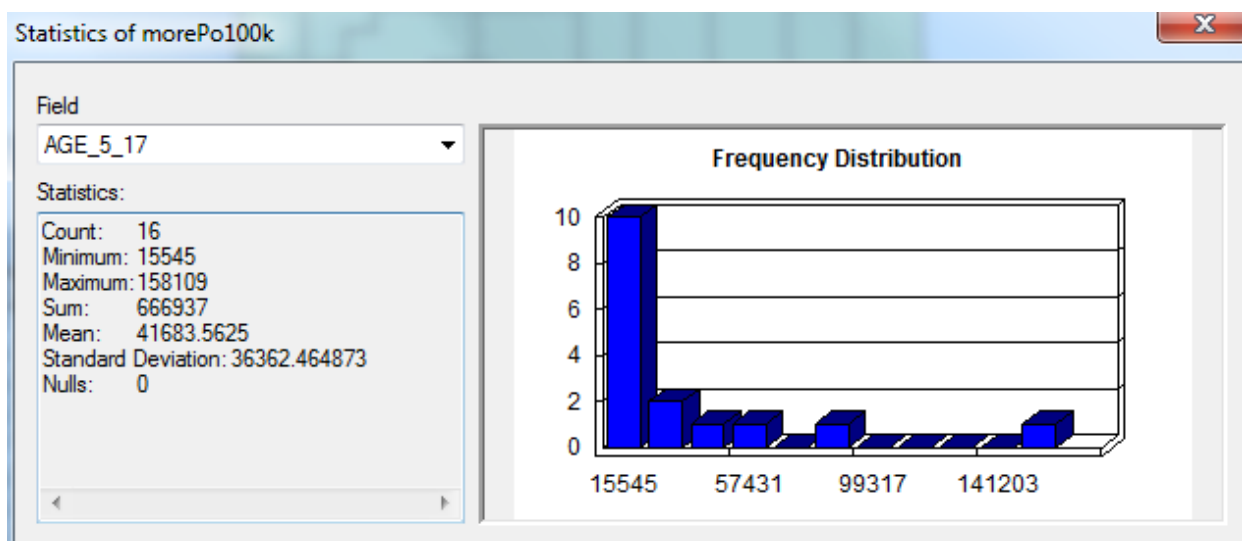 Statistics of morePo100k
Field
AGE_5_17
Statistics:
Count: 16
Minimum: 15545
Maximum: 158109
Sum: 666937
Mean: 41683.5625
Standard Deviation: 36362.464873
Nulls: 0
Frequency Distribution
10
8
6
4
2
0
15545 57431 99317 141203